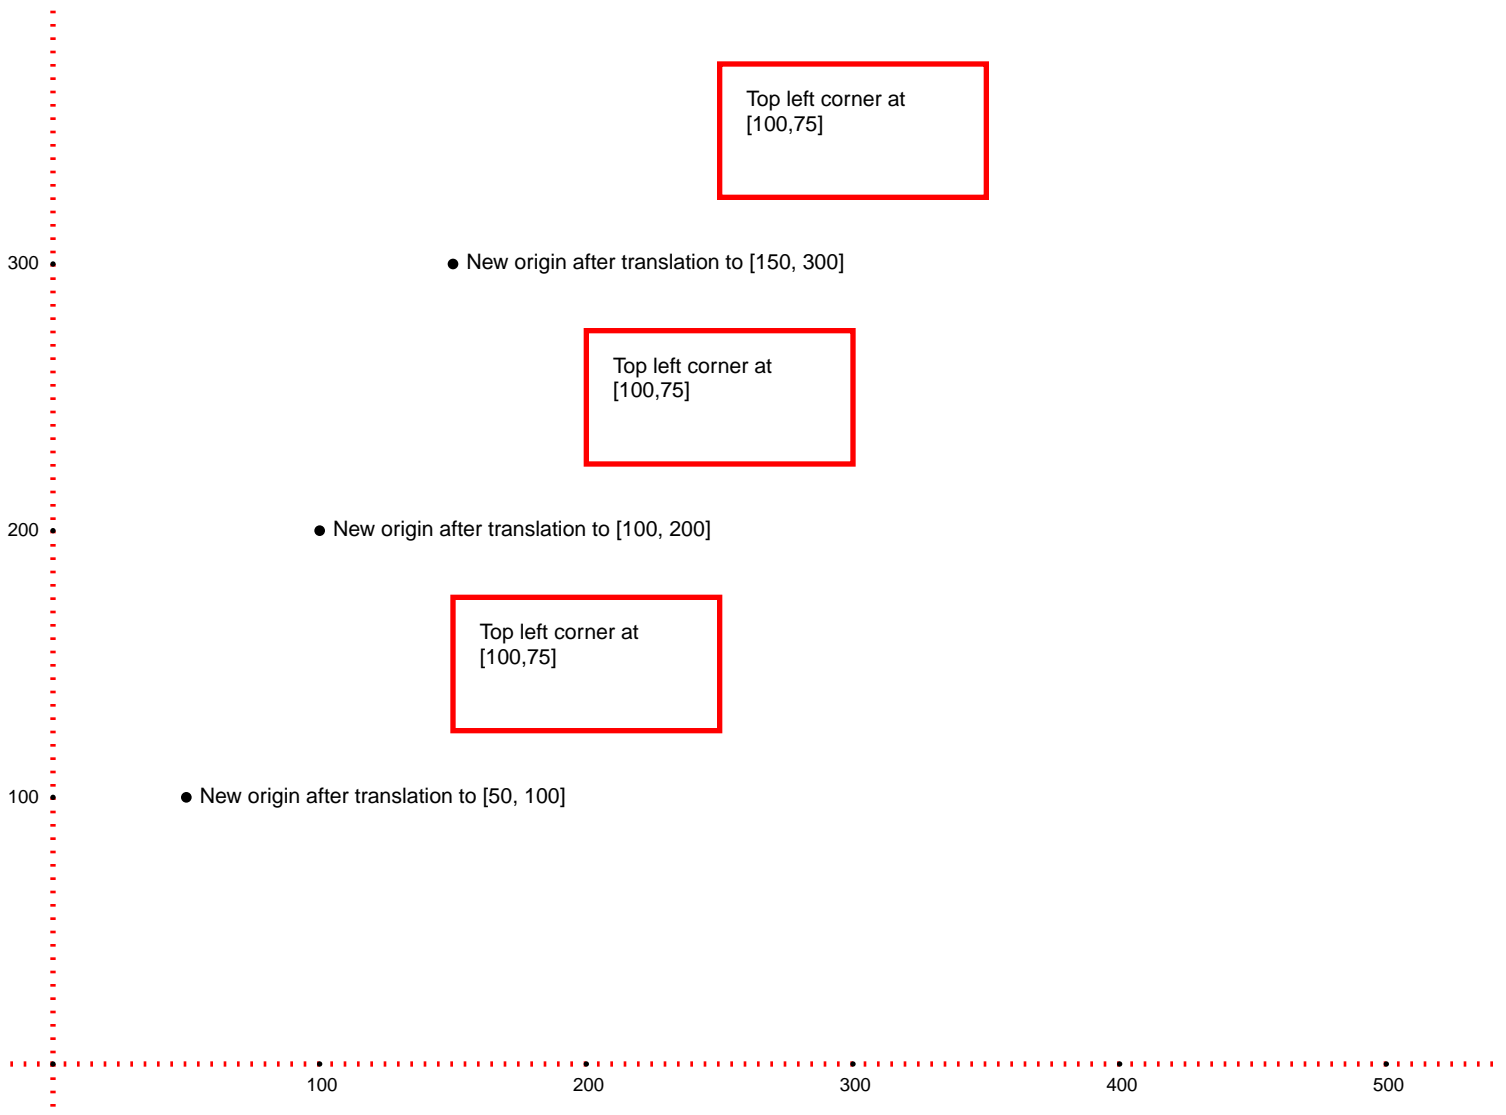 Top left corner at
[100,75]
300
New origin after translation to [150, 300]
Top left corner at
[100,75]
200
New origin after translation to [100, 200]
Top left corner at
[100,75]
100
New origin after translation to [50, 100]
100
200
300
400
500